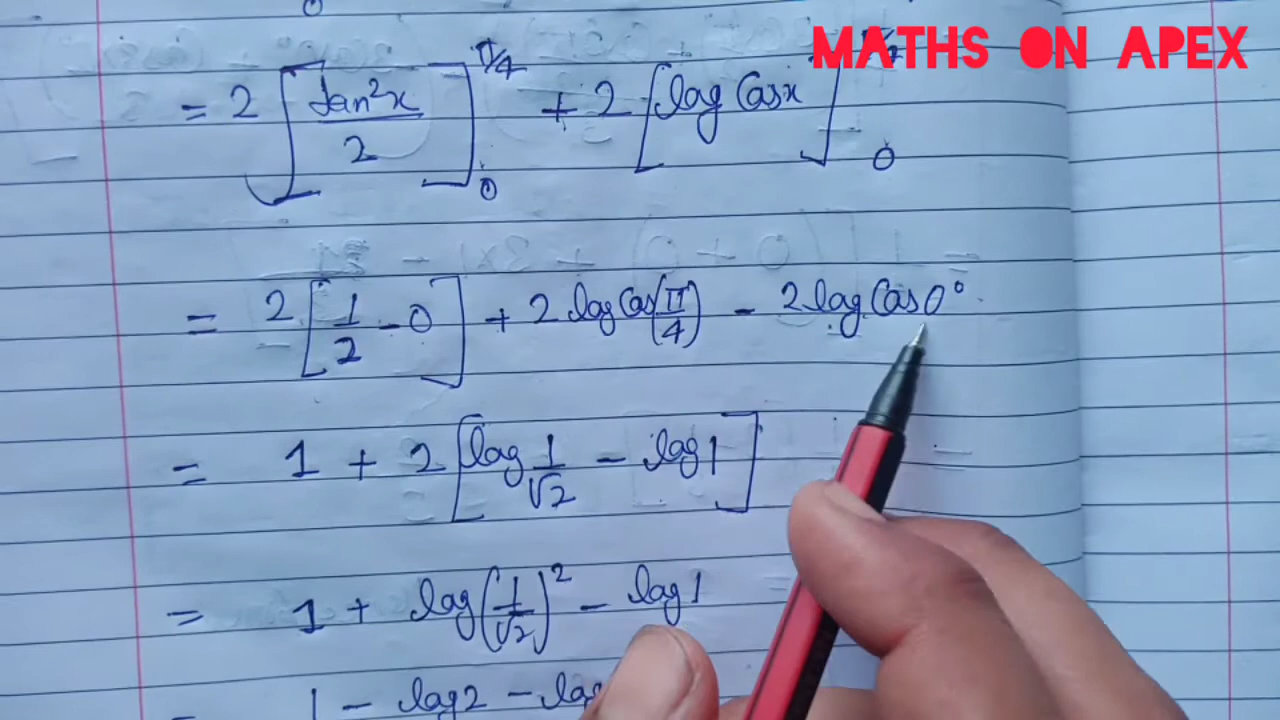 MATHS ON APEX
= 2 [tan²x / 2]₀^π/4 + 2 [log Cosx]₀
= 2 [1/2 - 0] + 2 log Cos(π/4) - 2 log Cos 0°
= 1 + 2 [log 1/√2 - log 1]
= 1 + log(1/√2)² - log 1
= 1 - log 2 -